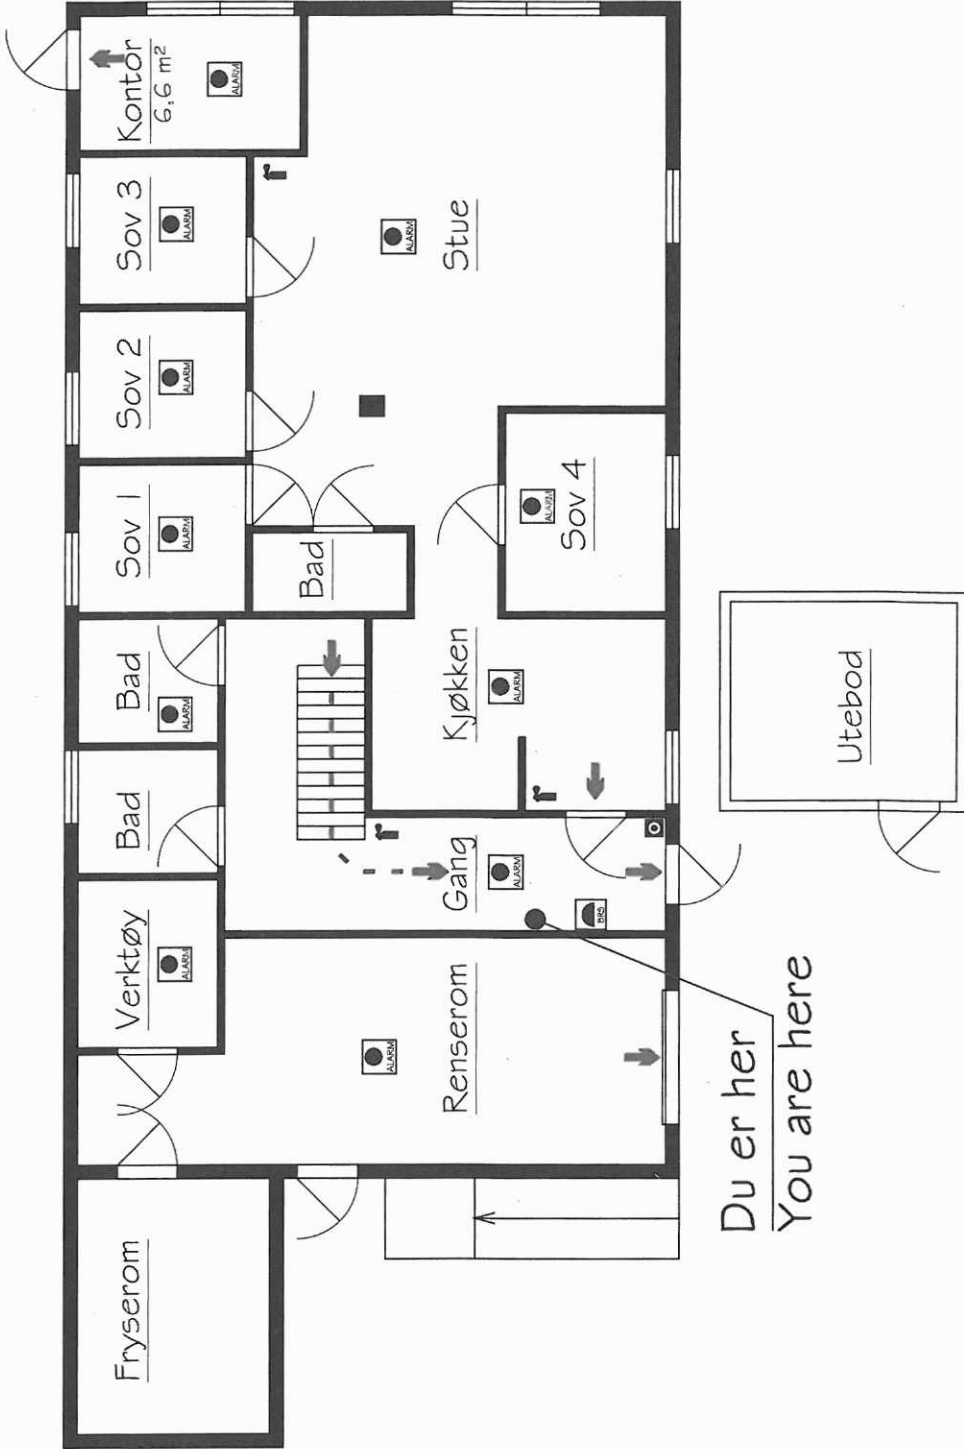 Fryserom
Verktøy
ALARM
Bad
Bad
ALARM
Sov 1
ALARM
Sov 2
ALARM
Sov 3
ALARM
Kontor
6,6 m²
ALARM
Bad
ALARM
Renserom
Gang
ALARM
BRS
Kjøkken
ALARM
ALARM
Sov 4
ALARM
Stue
Du er her
You are here
Utebod